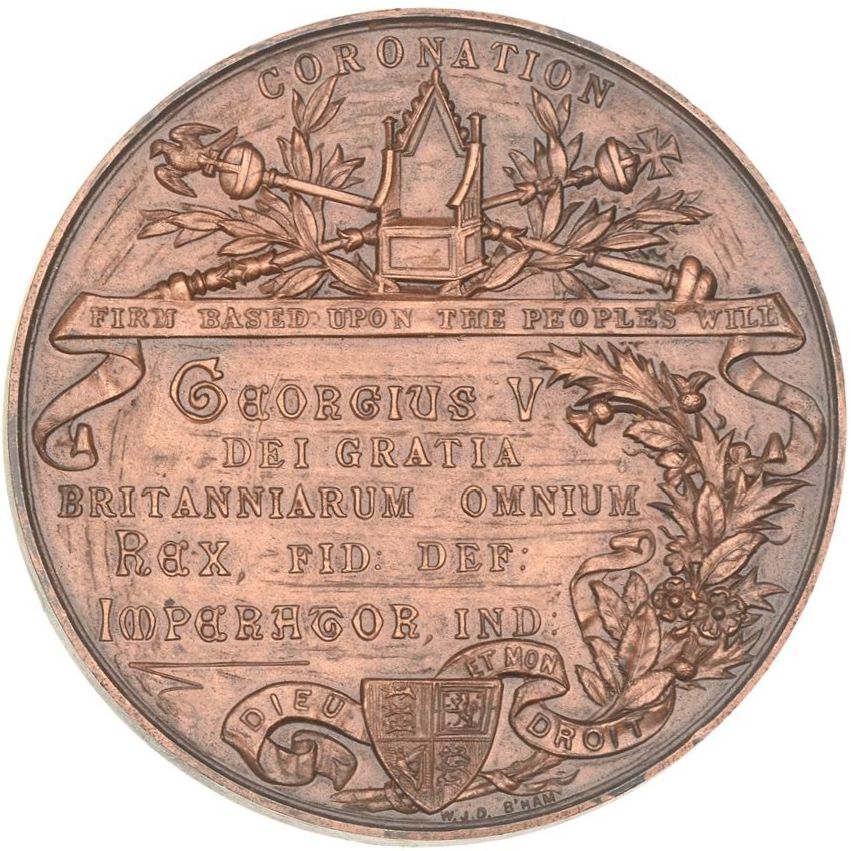 CORONATION
FIRM BASED UPON THE PEOPLE'S WILL
GEORGIUS V
DEI GRATIA
BRITANNIARUM OMNIUM
REX, FID: DEF:
IMPERATOR, IND:
DIEU ET MON DROIT
W.J.D. B'HAM